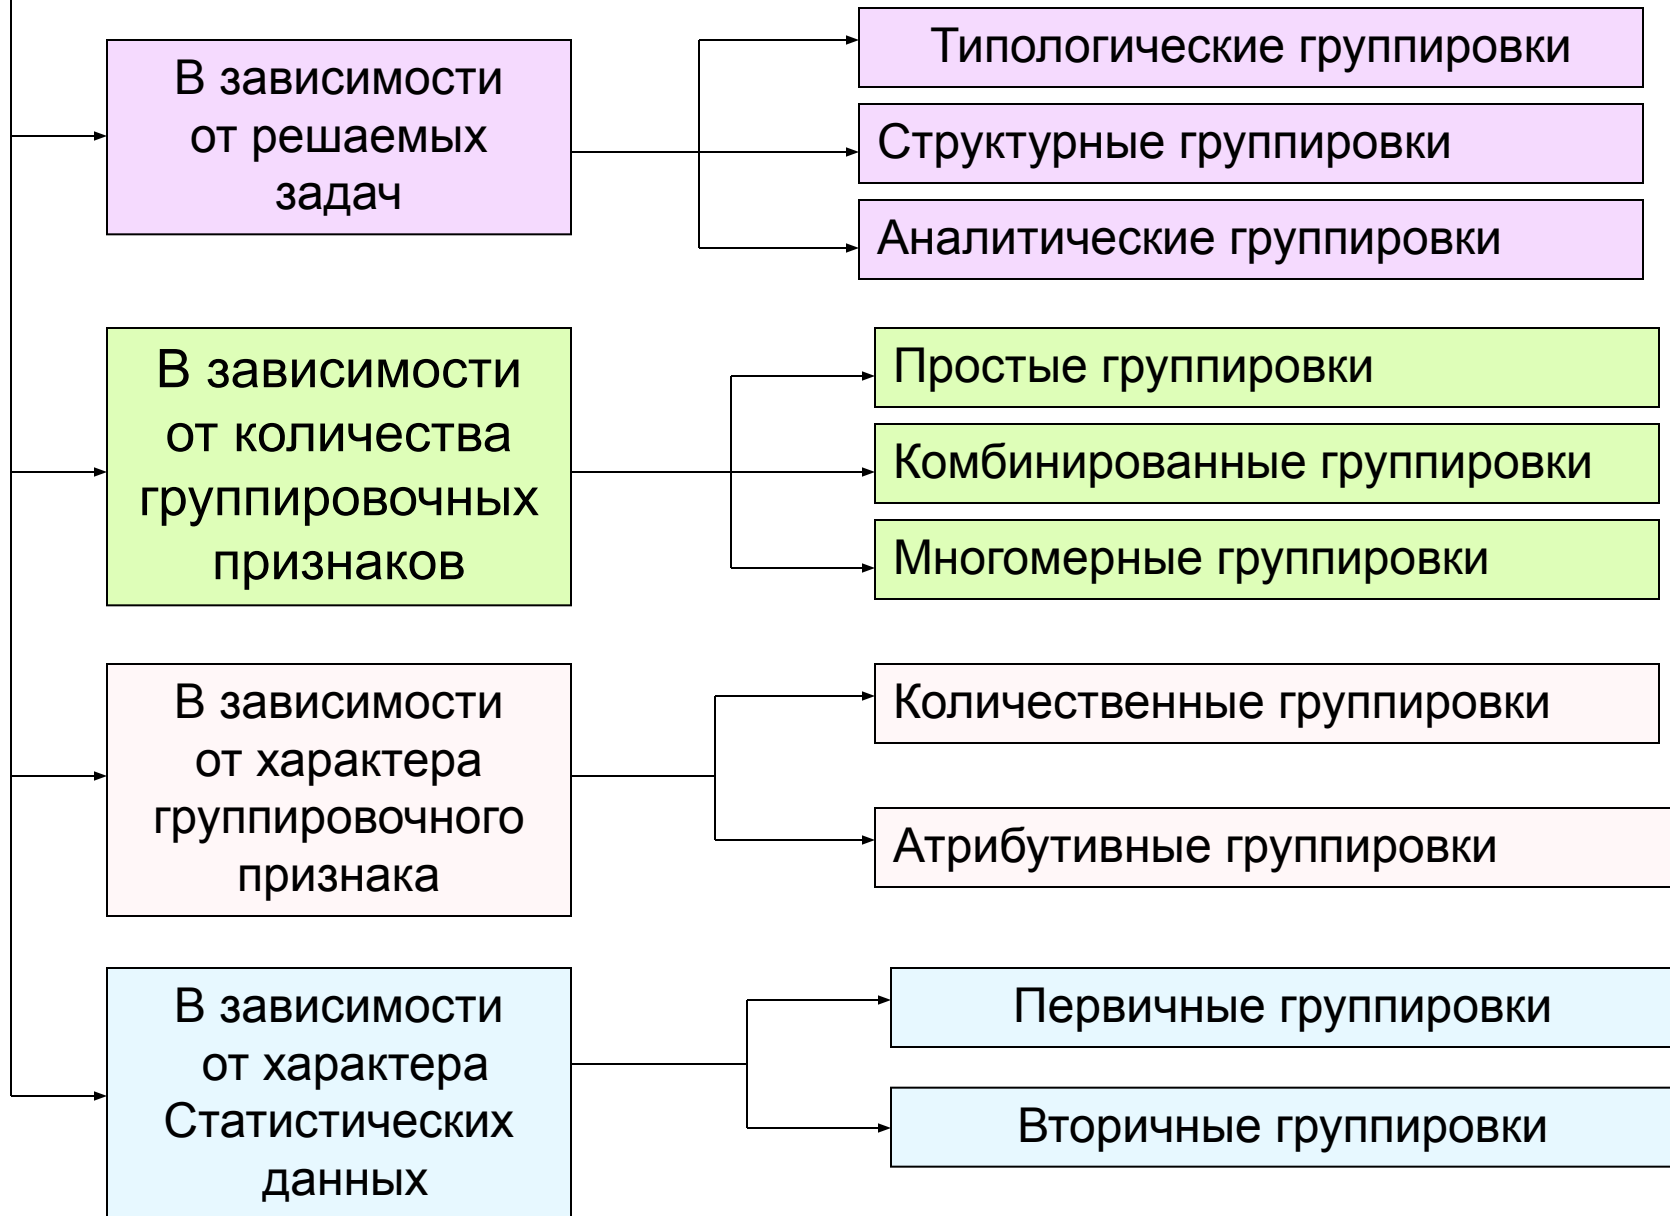 В зависимости
от решаемых
задач
Типологические группировки
Структурные группировки
Аналитические группировки
В зависимости
от количества
группировочных
признаков
Простые группировки
Комбинированные группировки
Многомерные группировки
В зависимости
от характера
группировочного
признака
Количественные группировки
Атрибутивные группировки
В зависимости
от характера
Статистических
данных
Первичные группировки
Вторичные группировки